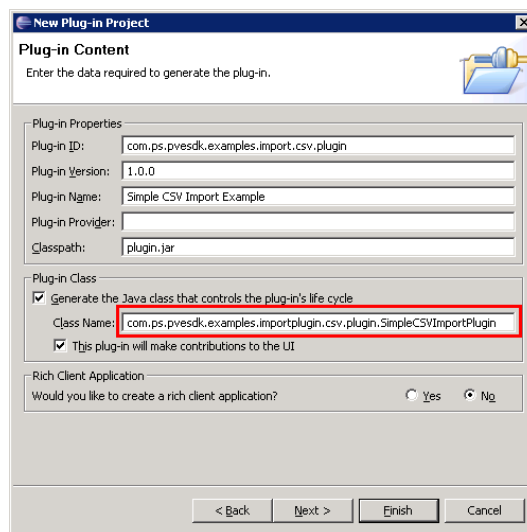 New Plug-in Project
Plug-in Content
Enter the data required to generate the plug-in.
Plug-in Properties
Plug-in ID: com.ps.pvesdk.examples.import.csv.plugin
Plug-in Version: 1.0.0
Plug-in Name: Simple CSV Import Example
Plug-in Provider:
Classpath: plugin.jar
Plug-in Class
Generate the Java class that controls the plug-in's life cycle
Class Name: com.ps.pvesdk.examples.importplugin.csv.plugin.SimpleCSVImportPlugin
This plug-in will make contributions to the UI
Rich Client Application
Would you like to create a rich client application? Yes No
< Back Next > Finish Cancel